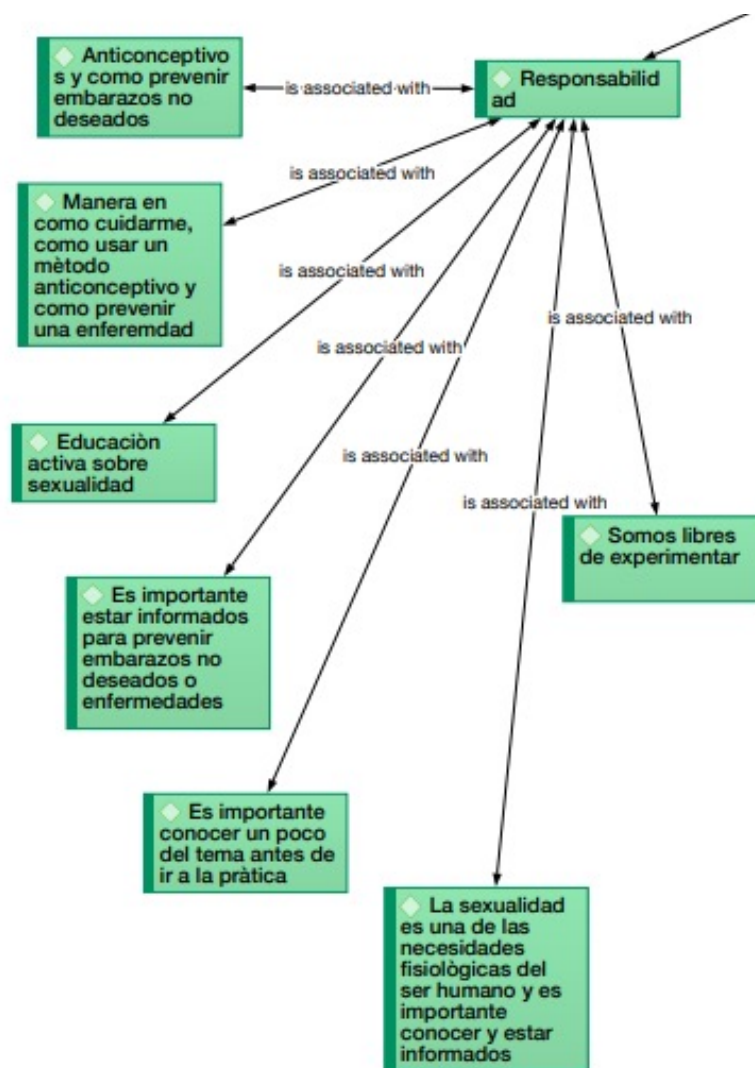 Anticonceptivo
s y como prevenir
embarazos no
deseados
is associated with
Responsabilid
ad
is associated with
Manera en
como cuidarme,
como usar un
mètodo
anticonceptivo y
como prevenir
una enferemdad
is associated with
is associated with
is associated with
Educaciòn
activa sobre
sexualidad
is associated with
is associated with
Somos libres
de experimentar
Es importante
estar informados
para prevenir
embarazos no
deseados o
enfermedades
Es importante
conocer un poco
del tema antes de
ir a la pràtica
La sexualidad
es una de las
necesidades
fisiològicas del
ser humano y es
importante
conocer y estar
informados